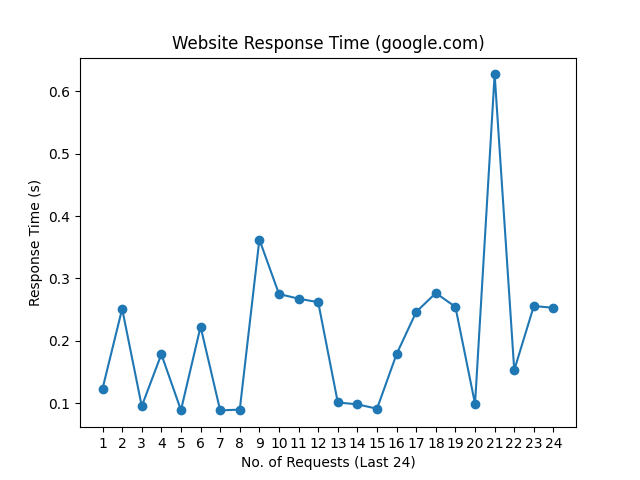 Website Response Time (google.com)
0.6
0.5
0.4
0.3
0.2
0.1
Response Time (s)
1 2 3 4 5 6 7 8 9 10 11 12 13 14 15 16 17 18 19 20 21 22 23 24
No. of Requests (Last 24)